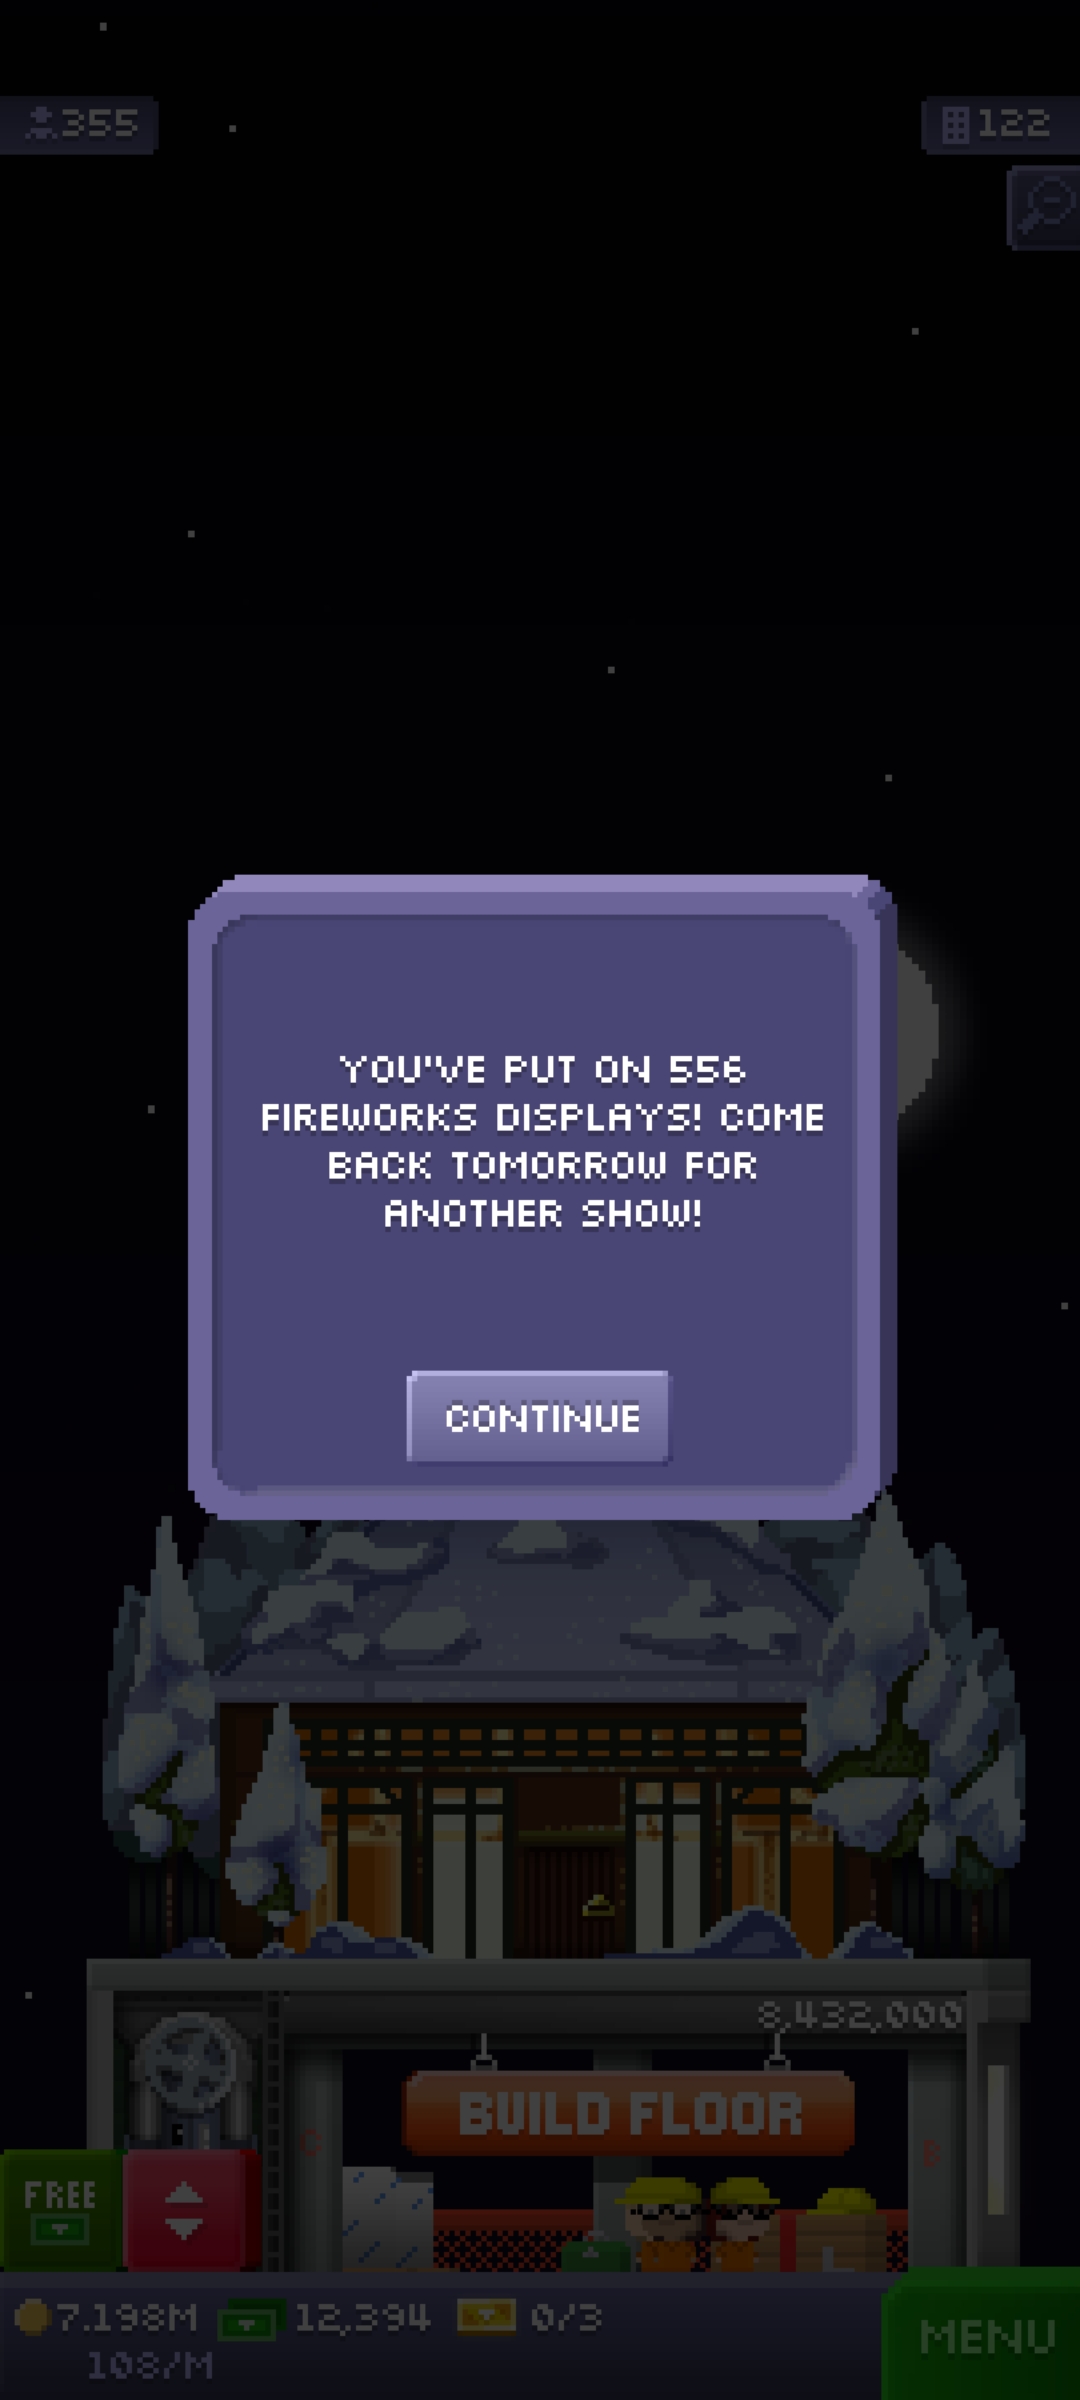 355
122
YOU'VE PUT ON 556
FIREWORKS DISPLAYS! COME
BACK TOMORROW FOR
ANOTHER SHOW!
CONTINUE
8,432,000
BUILD FLOOR
C
B
FREE
7.198M
12,394
0/3
MENU
108/M